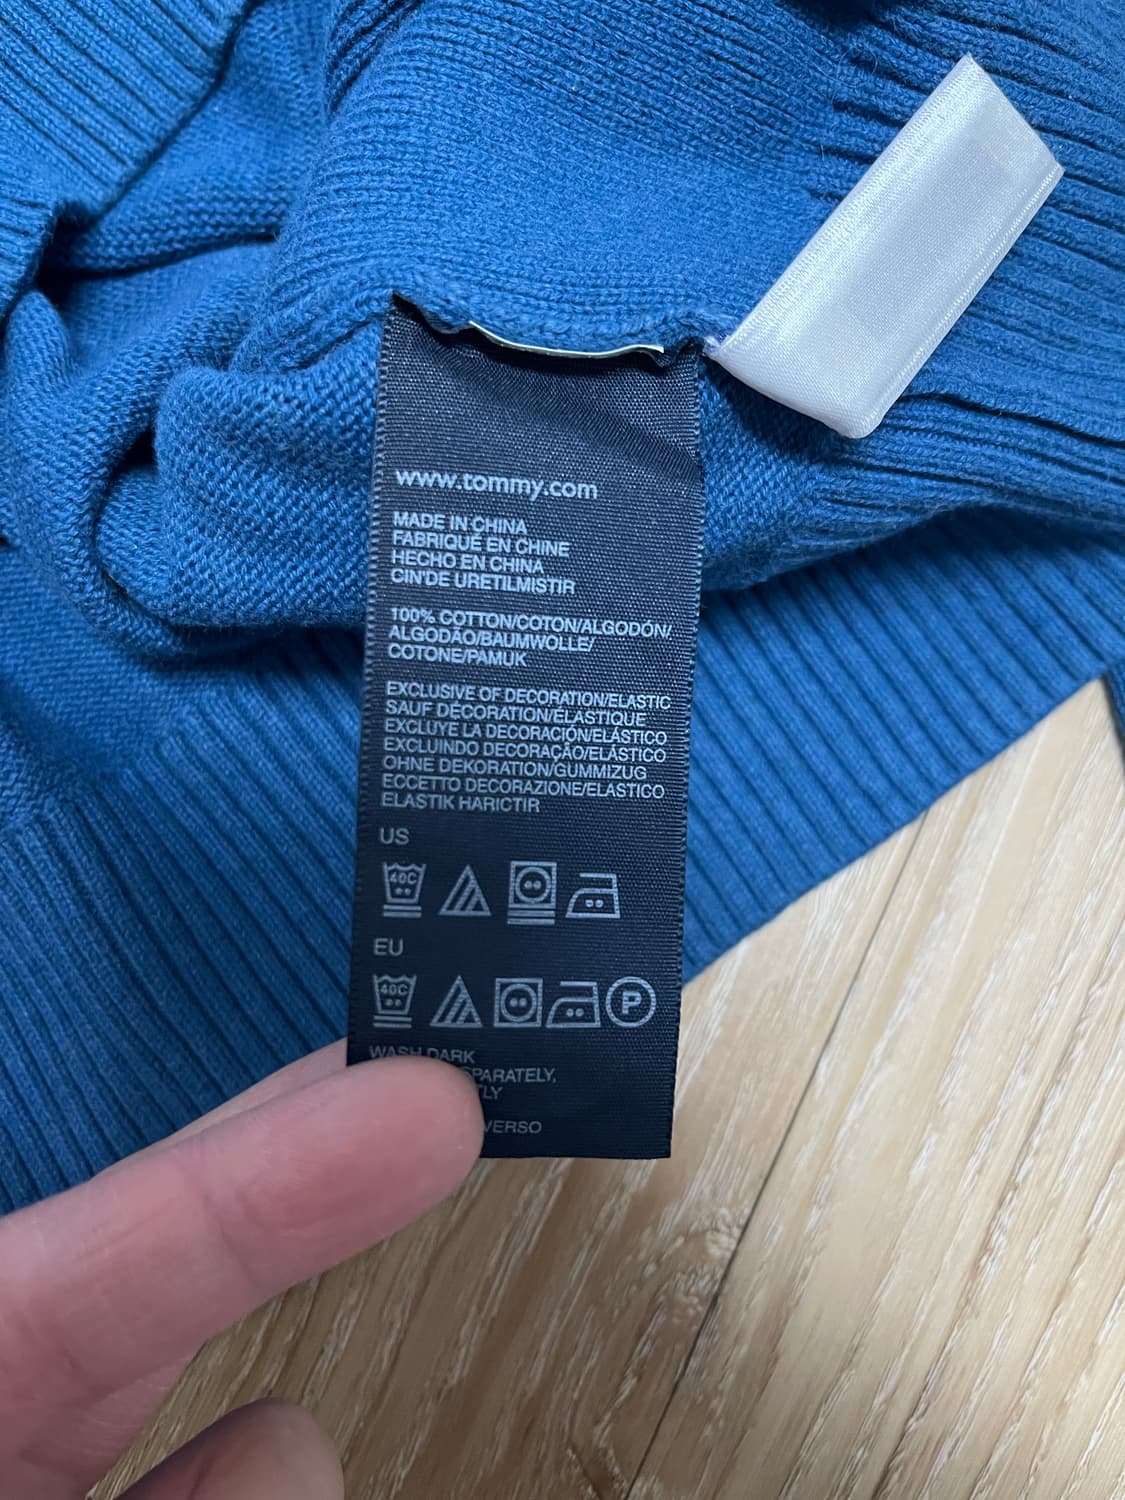 www.tommy.com
MADE IN CHINA
FABRIQUÉ EN CHINE
HECHO EN CHINA
CIN'DE URETILMISTIR
100% COTTON/COTON/ALGODÓN/
ALGODÃO/BAUMWOLLE/
COTONE/PAMUK
EXCLUSIVE OF DECORATION/ELASTIC
SAUF DÉCORATION/ÉLASTIQUE
EXCLUYE LA DECORACIÓN/ELÁSTICO
EXCLUINDO DECORAÇÃO/ELÁSTICO
OHNE DEKORATION/GUMMIZUG
ECCETTO DECORAZIONE/ELASTICO
ELASTIK HARICTIR
US
40C
EU
40C
P
WASH DARK